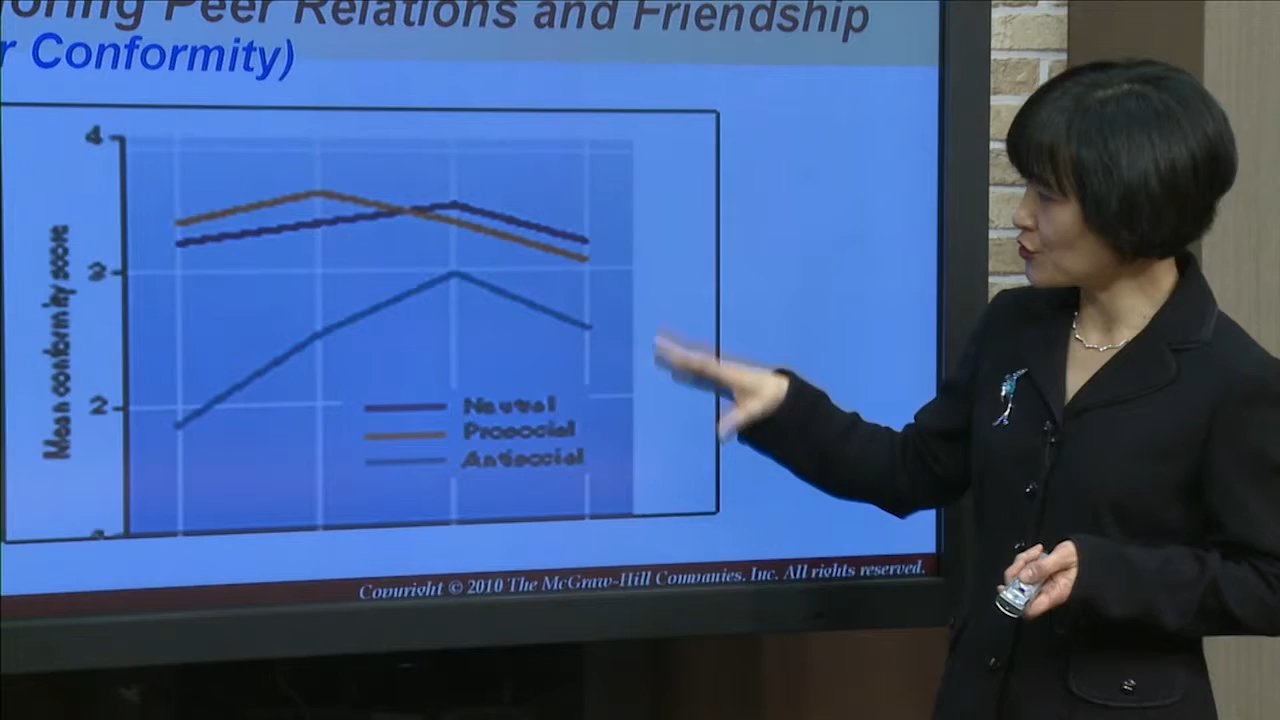 oring Peer Relations and Friendship
r Conformity)
4
Mean conformity score
3
2
Neutral
Prosocial
Antisocial
Copyright © 2010 The McGraw-Hill Companies, Inc. All rights reserved.